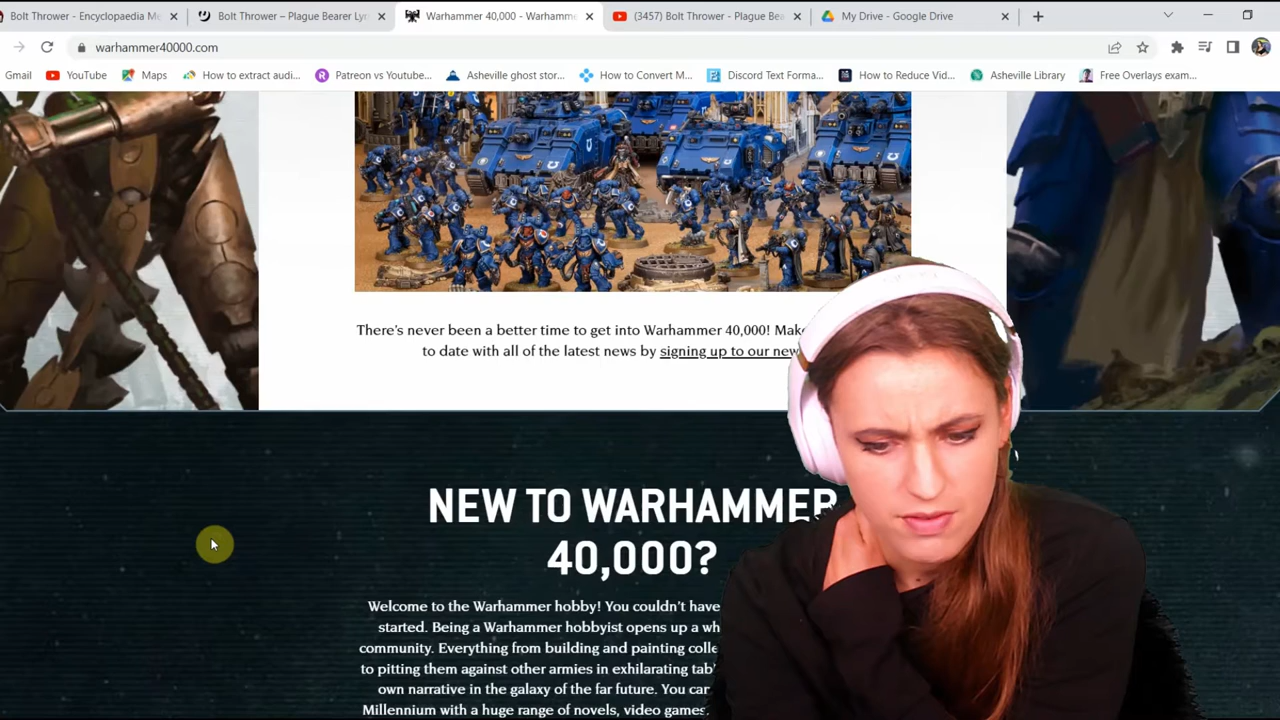 Bolt Thrower - Encyclopaedia Me
Bolt Thrower – Plague Bearer Lyr
Warhammer 40,000 - Warhamme
(3457) Bolt Thrower - Plague Bea
My Drive - Google Drive
warhammer40000.com
Gmail
YouTube
Maps
How to extract audi...
Patreon vs Youtube...
Asheville ghost stor...
How to Convert M...
Discord Text Forma...
How to Reduce Vid...
Asheville Library
Free Overlays exam...
There's never been a better time to get into Warhammer 40,000! Make
to date with all of the latest news by signing up to our new
NEW TO WARHAMMER
40,000?
Welcome to the Warhammer hobby! You couldn't have
started. Being a Warhammer hobbyist opens up a wh
community. Everything from building and painting colle
to pitting them against other armies in exhilarating tabl
own narrative in the galaxy of the far future. You can
Millennium with a huge range of novels, video games.